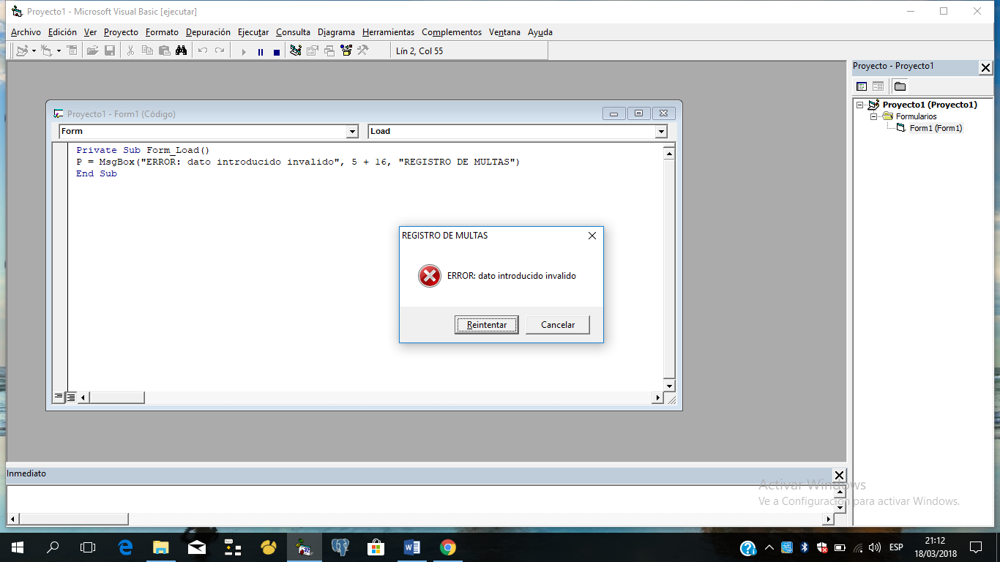 Proyecto1 - Microsoft Visual Basic [ejecutar]
Archivo Edición Ver Proyecto Formato Depuración Ejecutar Consulta Diagrama Herramientas Complementos Ventana Ayuda
Lín 2, Col 55
Proyecto - Proyecto1
Proyecto1 (Proyecto1)
Formularios
Form1 (Form1)
Proyecto1 - Form1 (Código)
Form
Load
Private Sub Form_Load()
P = MsgBox("ERROR: dato introducido invalido", 5 + 16, "REGISTRO DE MULTAS")
End Sub
REGISTRO DE MULTAS
ERROR: dato introducido invalido
Reintentar
Cancelar
Inmediato
Activar Windows
Ve a Configuración para activar Windows.
ESP
21:12
18/03/2018